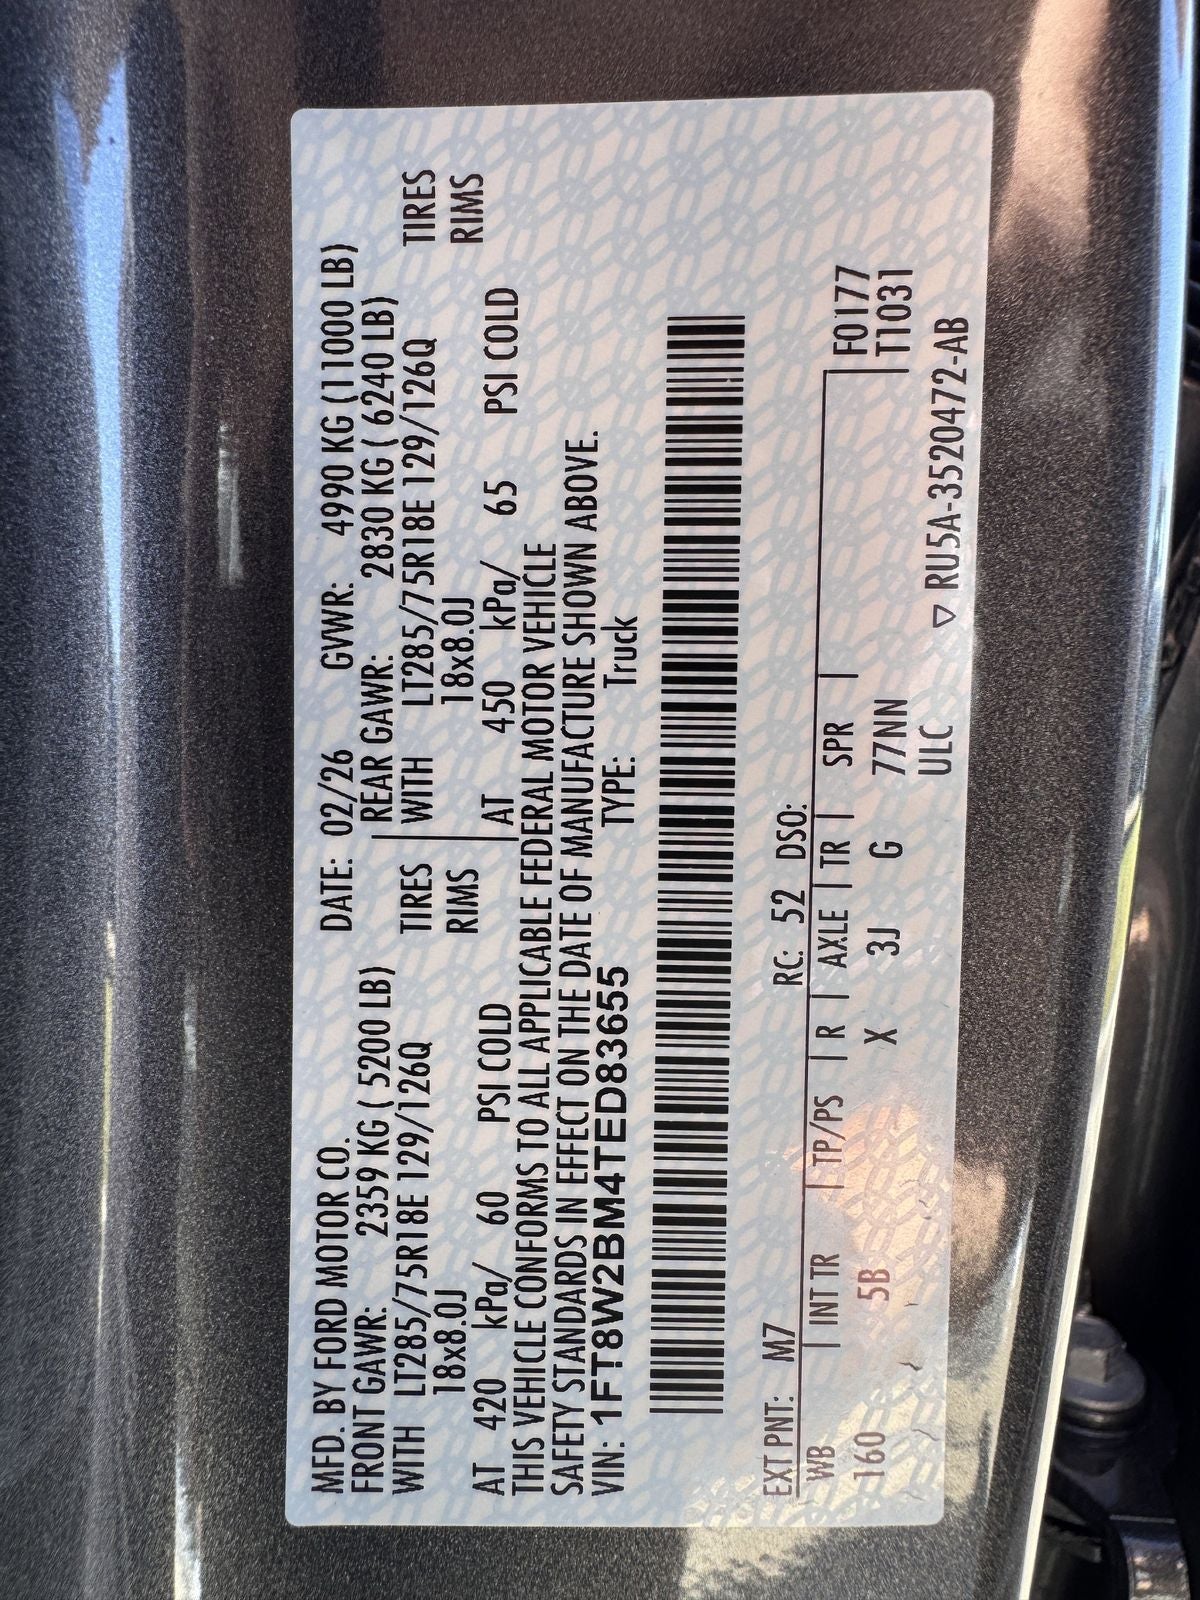 MFD. BY FORD MOTOR CO. DATE: 02/26 GVWR: 4990 KG (11000 LB)
FRONT GAWR: 2359 KG ( 5200 LB) REAR GAWR: 2830 KG ( 6240 LB)
WITH LT285/75R18E 129/126Q TIRES WITH LT285/75R18E 129/126Q TIRES
18x8.0J RIMS 18x8.0J RIMS
AT 420 kPa/ 60 PSI COLD AT 450 kPa/ 65 PSI COLD
THIS VEHICLE CONFORMS TO ALL APPLICABLE FEDERAL MOTOR VEHICLE
SAFETY STANDARDS IN EFFECT ON THE DATE OF MANUFACTURE SHOWN ABOVE.
VIN: 1FT8W2BM4TED83655 TYPE: Truck
EXT PNT: M7 RC: 52 DSO:
WB INT TR TP/PS R AXLE TR SPR F0177
160 5B X 3J G 77NN T1031
ULC
▽ RU5A-3520472-AB